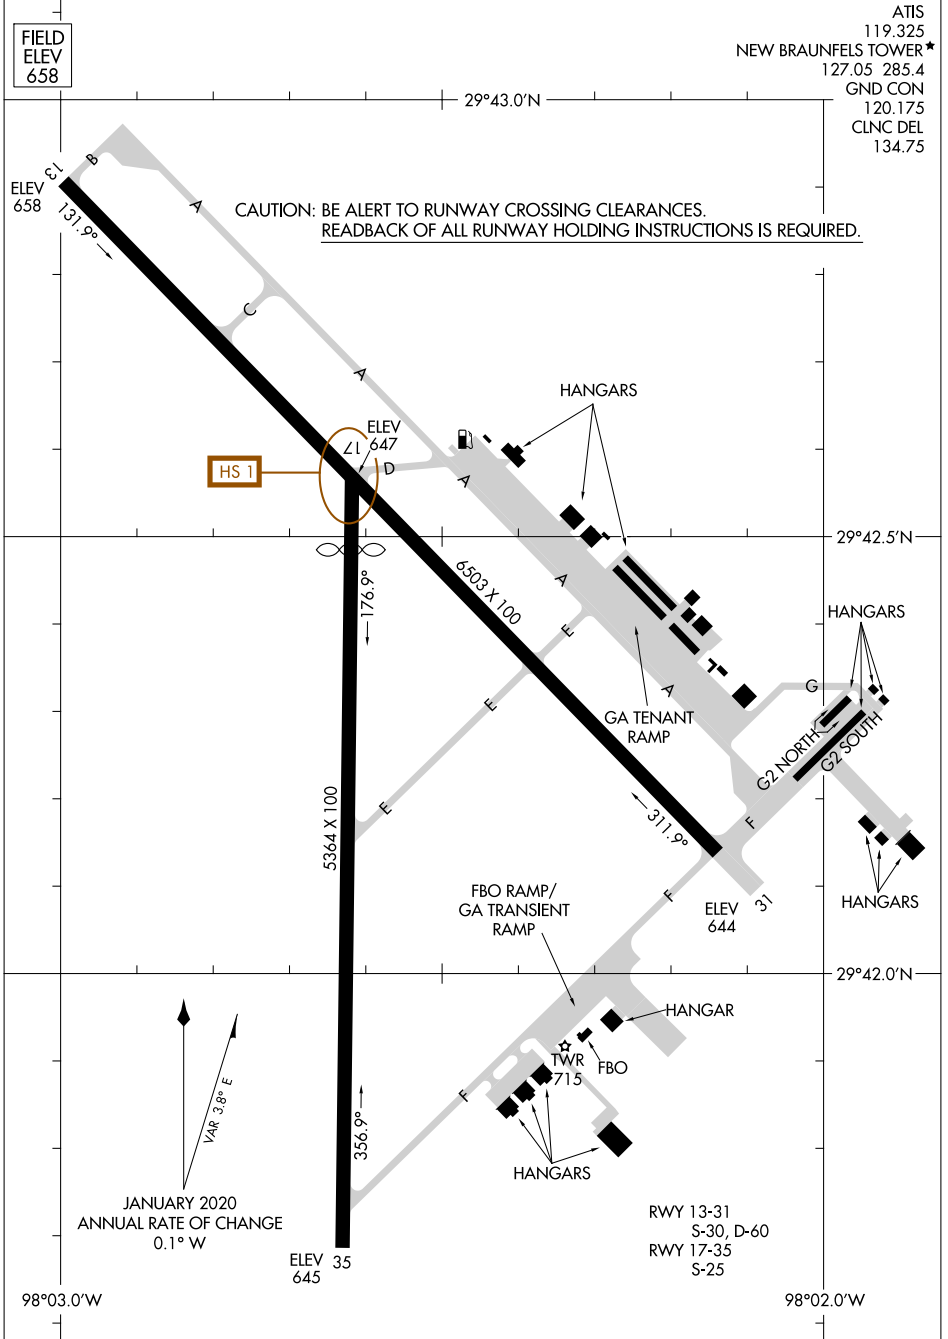 FIELD
ELEV
658
ATIS
119.325
NEW BRAUNFELS TOWER★
127.05 285.4
GND CON
120.175
CLNC DEL
134.75
29°43.0'N
13
B
ELEV
658
131.9°
A
CAUTION: BE ALERT TO RUNWAY CROSSING CLEARANCES.
READBACK OF ALL RUNWAY HOLDING INSTRUCTIONS IS REQUIRED.
C
A
HANGARS
ELEV
647
17
D
HS 1
A
29°42.5'N
6503 X 100
A
176.9°
E
HANGARS
A
G
GA TENANT
RAMP
E
G2 NORTH
G2 SOUTH
E
5364 X 100
311.9°
F
FBO RAMP/
GA TRANSIENT
RAMP
F
ELEV
644
31
HANGARS
29°42.0'N
HANGAR
TWR
715
FBO
F
VAR 3.8° E
356.9°
HANGARS
JANUARY 2020
ANNUAL RATE OF CHANGE
0.1° W
RWY 13-31
S-30, D-60
RWY 17-35
S-25
ELEV
645
35
98°03.0'W
98°02.0'W